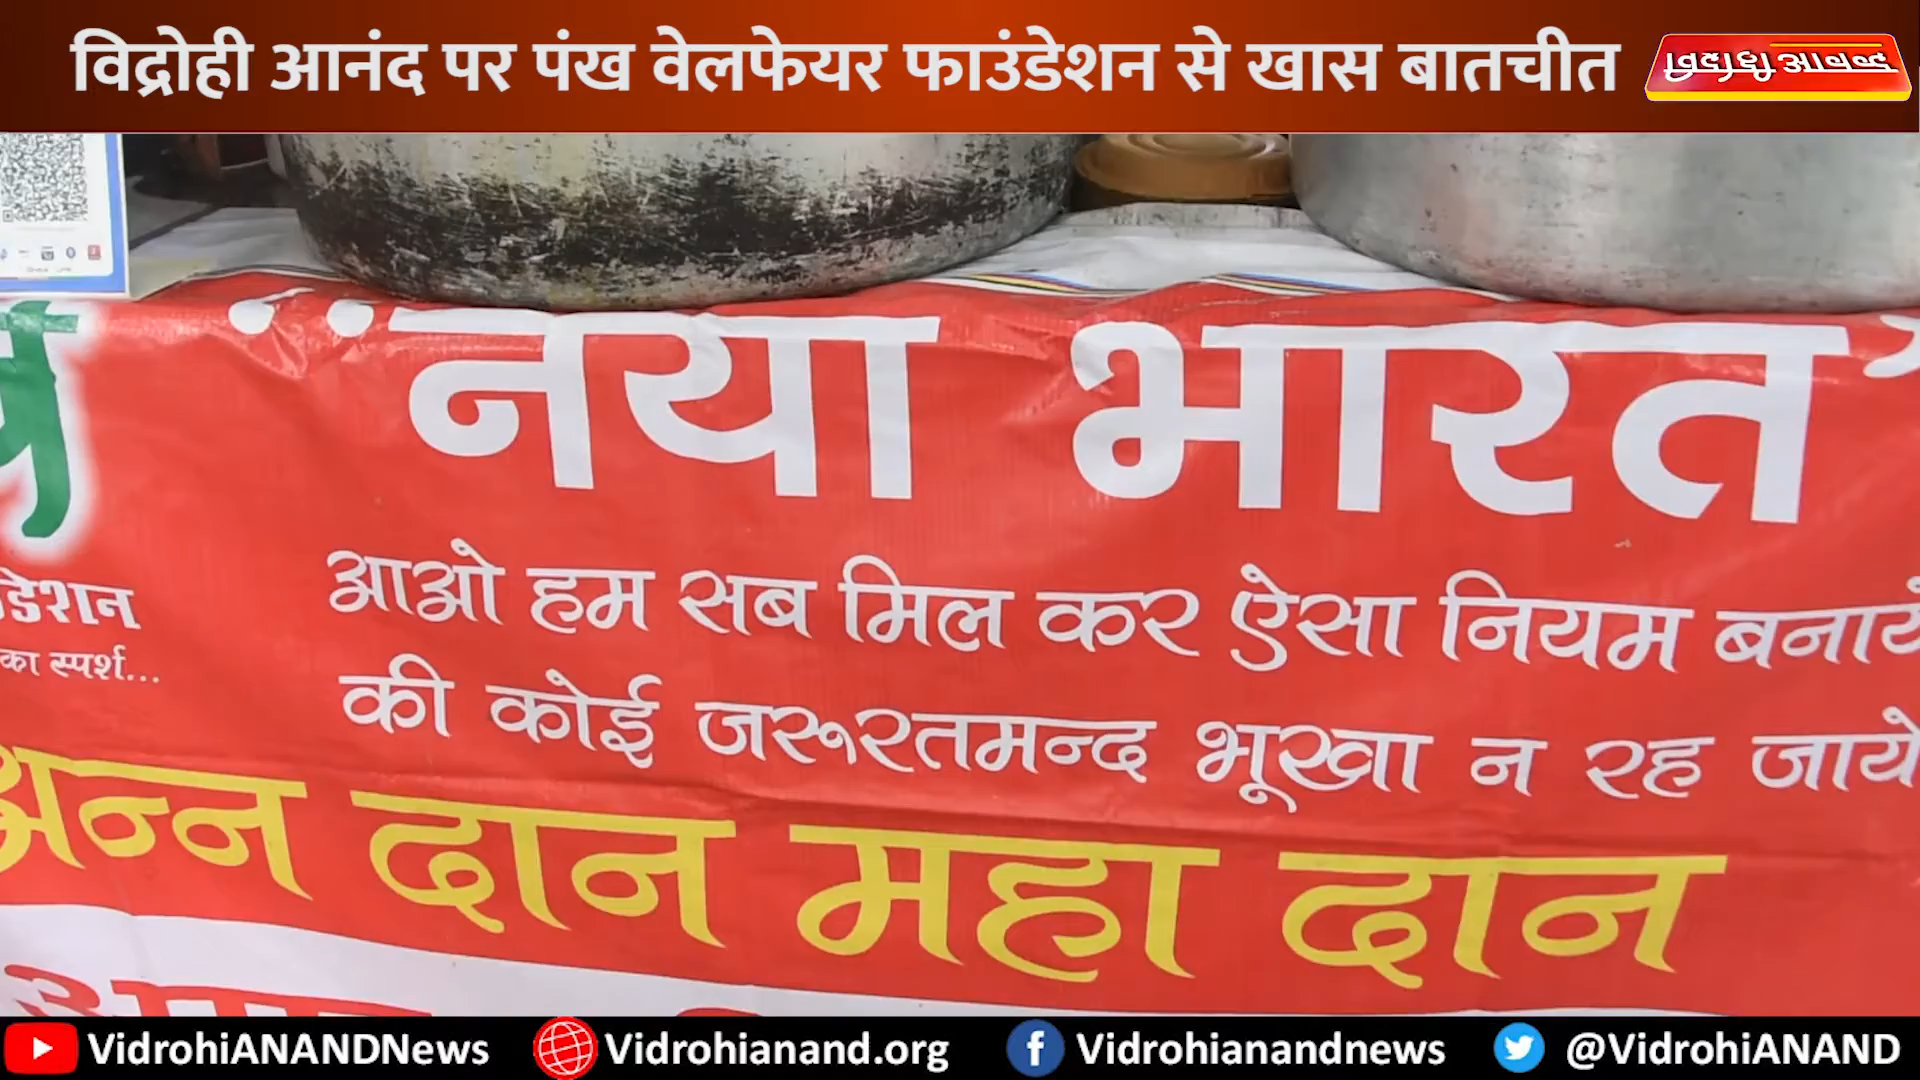 विद्रोही आनंद पर पंख वेलफेयर फाउंडेशन से खास बातचीत
"नया भारत"
आओ हम सब मिल कर ऐसा नियम बनाये
की कोई जरूरतमन्द भूखा न रह जाये
का स्पर्श...
अन्न दान महा दान
VidrohiANANDNews
Vidrohianand.org
Vidrohianandnews
@VidrohiANAND